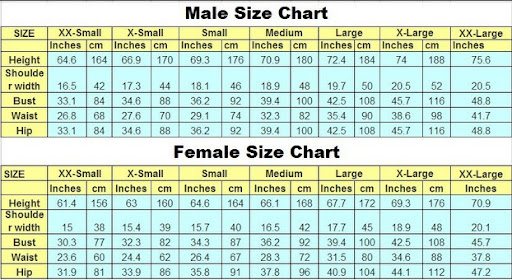 Male Size Chart
SIZE XX-Small X-Small Small Medium Large X-Large XX-Large
Inches cm Inches cm Inches cm Inches cm Inches cm Inches cm Inches
Height 64.6 164 66.9 170 69.3 176 70.9 180 72.4 184 74 188 75.6
Shoulde
r width 16.5 42 17.3 44 18.1 46 18.9 48 19.7 50 20.5 52 20.5
Bust 33.1 84 34.6 88 36.2 92 39.4 100 42.5 108 45.7 116 48.8
Waist 26.8 68 27.6 70 29.1 74 32.3 82 35.4 90 38.6 98 41.7
Hip 33.1 84 34.6 88 36.2 90 39.4 100 42.5 108 45.7 116 48.8
Female Size Chart
SIZE XX-Small X-Small Small Medium Large X-Large XX-Large
Inches cm Inches cm Inches cm Inches cm Inches cm Inches cm Inches
Height 61.4 156 63 160 64.6 164 66.1 168 67.7 172 69.3 176 70.9
Shoulde
r width 15 38 15.4 39 15.7 40 16.5 42 17.7 45 18.9 48 20.1
Bust 30.3 77 32.3 82 34.3 87 36.2 92 39.4 100 42.5 108 45.7
Waist 23.6 60 24.4 62 26.4 67 28.3 72 31.5 80 34.6 88 37.8
Hip 31.9 81 33.9 86 35.8 91 37.8 96 40.9 104 44.1 112 47.2